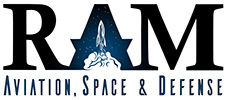 RAM
AVIATION, SPACE & DEFENSE